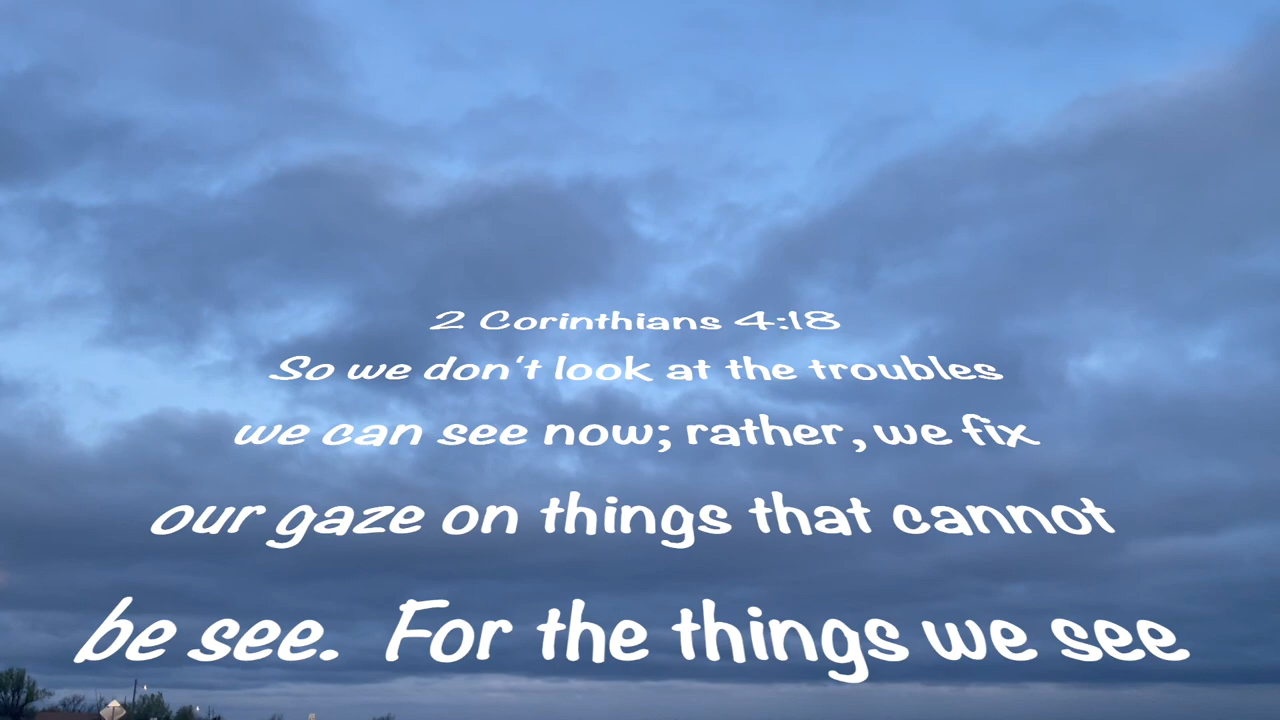 2 Corinthians 4:18
So we don't look at the troubles
we can see now; rather, we fix
our gaze on things that cannot
be see. For the things we see